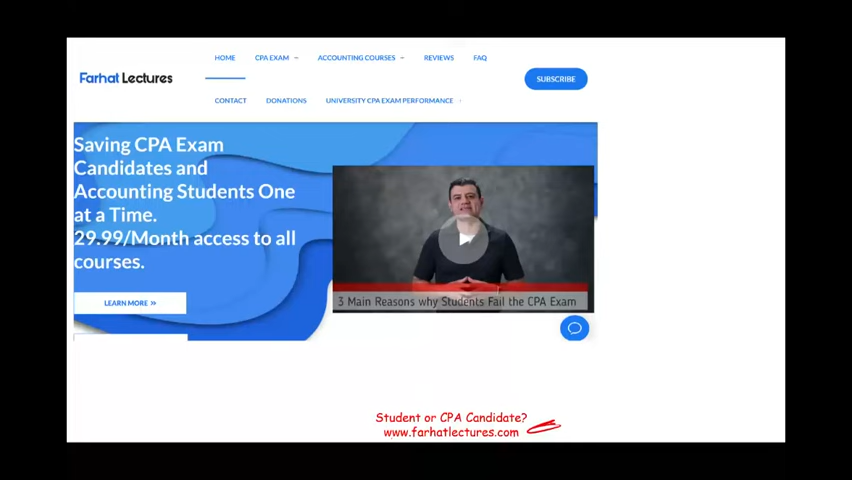 HOME
CPA EXAM
ACCOUNTING COURSES
REVIEWS
FAQ
Farhat Lectures
SUBSCRIBE
CONTACT
DONATIONS
UNIVERSITY CPA EXAM PERFORMANCE
Saving CPA Exam
Candidates and
Accounting Students One
at a Time.
29.99/Month access to all
courses.
LEARN MORE »
3 Main Reasons why Students Fail the CPA Exam
Student or CPA Candidate?
www.farhatlectures.com